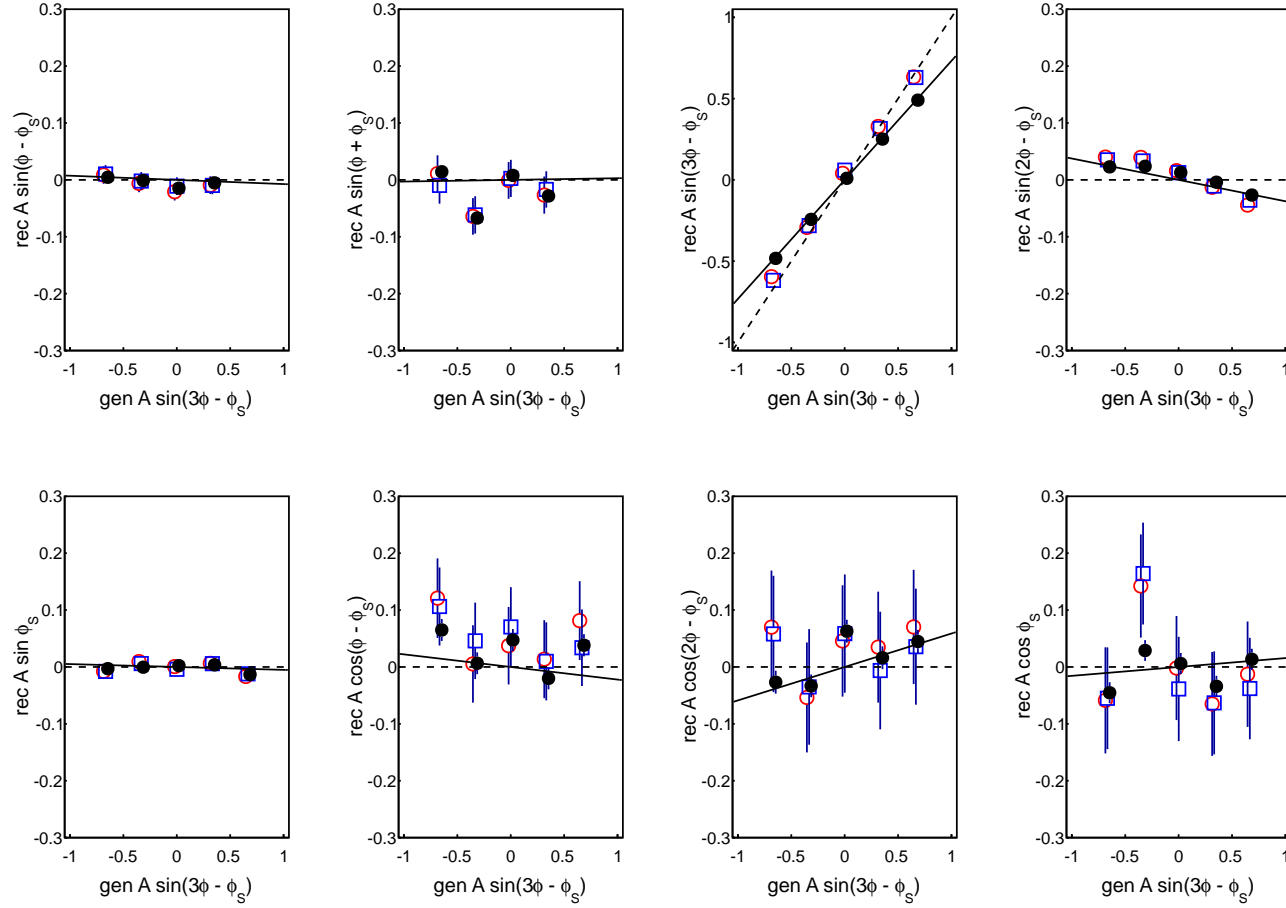 0.3
0.2
0.1
0
-0.1
-0.2
-0.3
-1 -0.5 0 0.5 1
rec A sin(ϕ - ϕS)
gen A sin(3ϕ - ϕS)
0.3
0.2
0.1
0
-0.1
-0.2
-0.3
-1 -0.5 0 0.5 1
rec A sin(ϕ + ϕS)
gen A sin(3ϕ - ϕS)
1
0.5
0
-0.5
-1
-1 -0.5 0 0.5 1
rec A sin(3ϕ - ϕS)
gen A sin(3ϕ - ϕS)
0.3
0.2
0.1
0
-0.1
-0.2
-0.3
-1 -0.5 0 0.5 1
rec A sin(2ϕ - ϕS)
gen A sin(3ϕ - ϕS)
0.3
0.2
0.1
0
-0.1
-0.2
-0.3
-1 -0.5 0 0.5 1
rec A sin ϕS
gen A sin(3ϕ - ϕS)
0.3
0.2
0.1
0
-0.1
-0.2
-0.3
-1 -0.5 0 0.5 1
rec A cos(ϕ - ϕS)
gen A sin(3ϕ - ϕS)
0.3
0.2
0.1
0
-0.1
-0.2
-0.3
-1 -0.5 0 0.5 1
rec A cos(2ϕ - ϕS)
gen A sin(3ϕ - ϕS)
0.3
0.2
0.1
0
-0.1
-0.2
-0.3
-1 -0.5 0 0.5 1
rec A cos ϕS
gen A sin(3ϕ - ϕS)